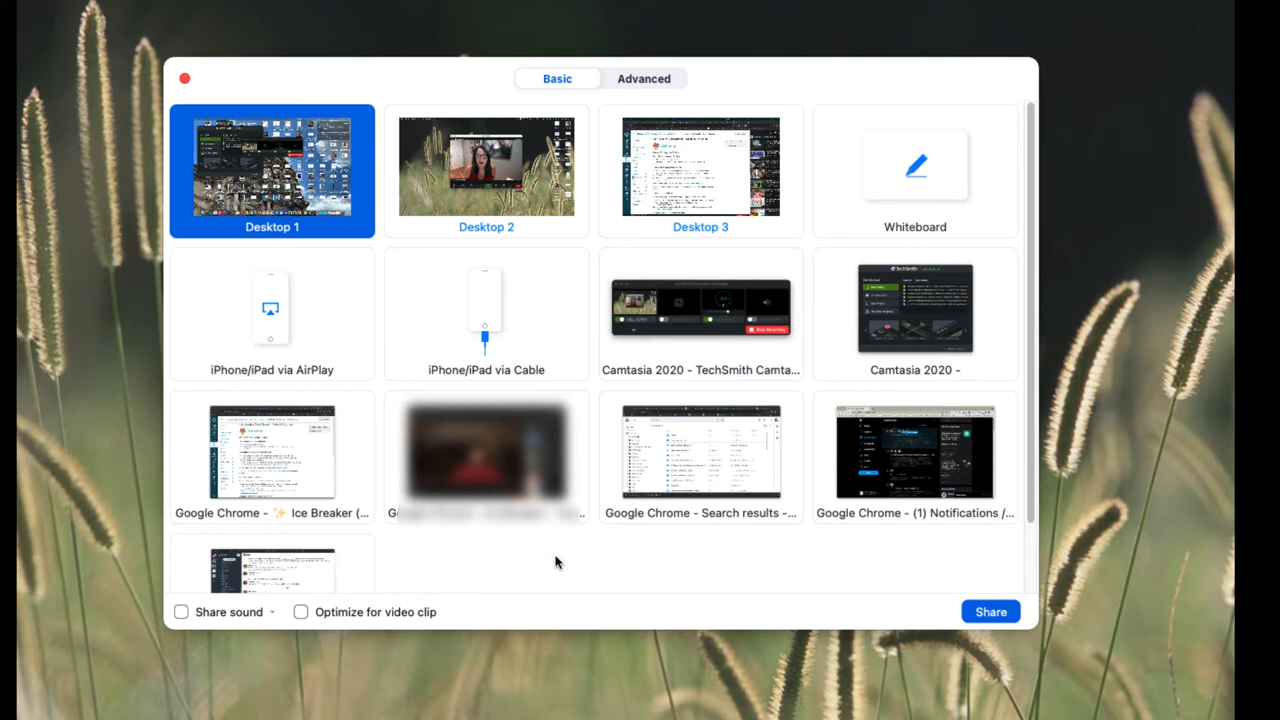 Basic
Advanced
Desktop 1
Desktop 2
Desktop 3
Whiteboard
iPhone/iPad via AirPlay
iPhone/iPad via Cable
Camtasia 2020 - TechSmith Camta...
Camtasia 2020 -
Google Chrome - ✨ Ice Breaker (...
Google Chrome - Search results -...
Google Chrome - (1) Notifications /...
Share sound
Optimize for video clip
Share